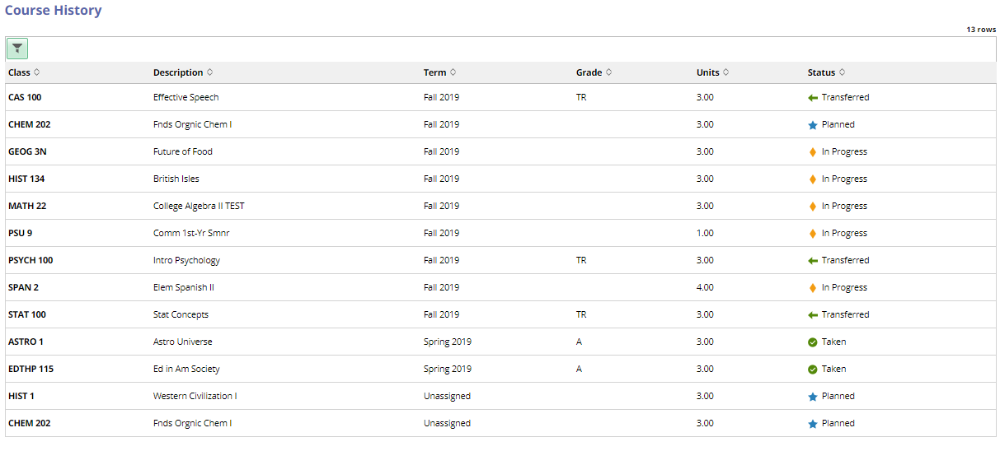 Course History
13 rows
Class Description Term Grade Units Status
CAS 100 Effective Speech Fall 2019 TR 3.00 Transferred
CHEM 202 Fnds Orgnic Chem I Fall 2019 3.00 Planned
GEOG 3N Future of Food Fall 2019 3.00 In Progress
HIST 134 British Isles Fall 2019 3.00 In Progress
MATH 22 College Algebra II TEST Fall 2019 3.00 In Progress
PSU 9 Comm 1st-Yr Smnr Fall 2019 1.00 In Progress
PSYCH 100 Intro Psychology Fall 2019 TR 3.00 Transferred
SPAN 2 Elem Spanish II Fall 2019 4.00 In Progress
STAT 100 Stat Concepts Fall 2019 TR 3.00 Transferred
ASTRO 1 Astro Universe Spring 2019 A 3.00 Taken
EDTHP 115 Ed in Am Society Spring 2019 A 3.00 Taken
HIST 1 Western Civilization I Unassigned 3.00 Planned
CHEM 202 Fnds Orgnic Chem I Unassigned 3.00 Planned